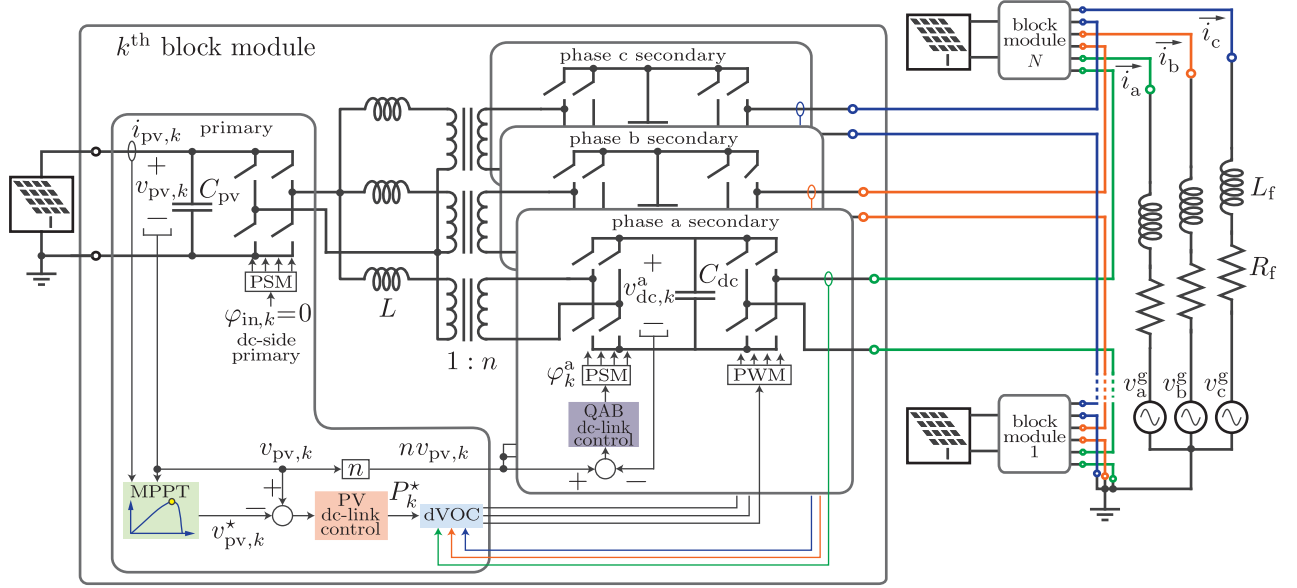 kᵗʰ block module
primary
i_pv,k
+
v_pv,k
−
C_pv
PSM
φ_in,k=0
dc-side
primary
L
1 : n
phase c secondary
phase b secondary
phase a secondary
+
v^a_dc,k
−
C_dc
φ^a_k
PSM
PWM
QAB
dc-link
control
+
−
v_pv,k
n
nv_pv,k
MPPT
+
−
v^⋆_pv,k
PV
dc-link
control
P^⋆_k
dVOC
block
module
N
i_c
i_b
i_a
L_f
R_f
v^g_a
v^g_b
v^g_c
block
module
1